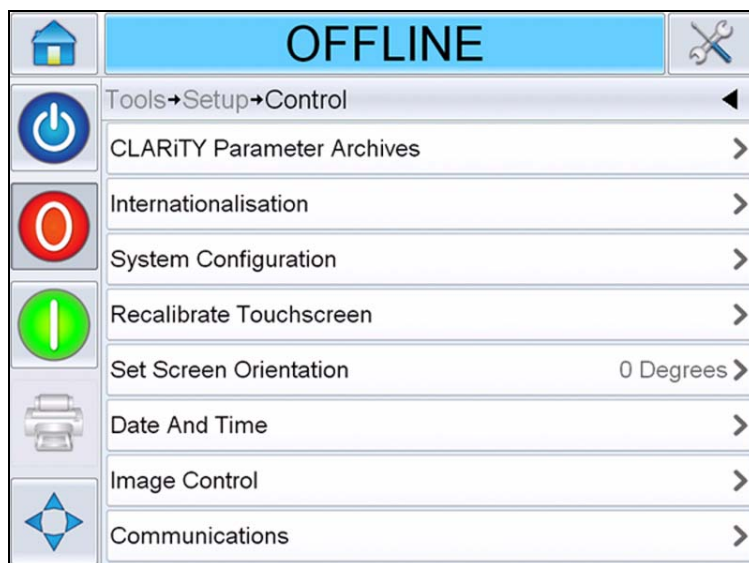 OFFLINE
Tools→Setup→Control
CLARiTY Parameter Archives
Internationalisation
System Configuration
Recalibrate Touchscreen
Set Screen Orientation 0 Degrees
Date And Time
Image Control
Communications